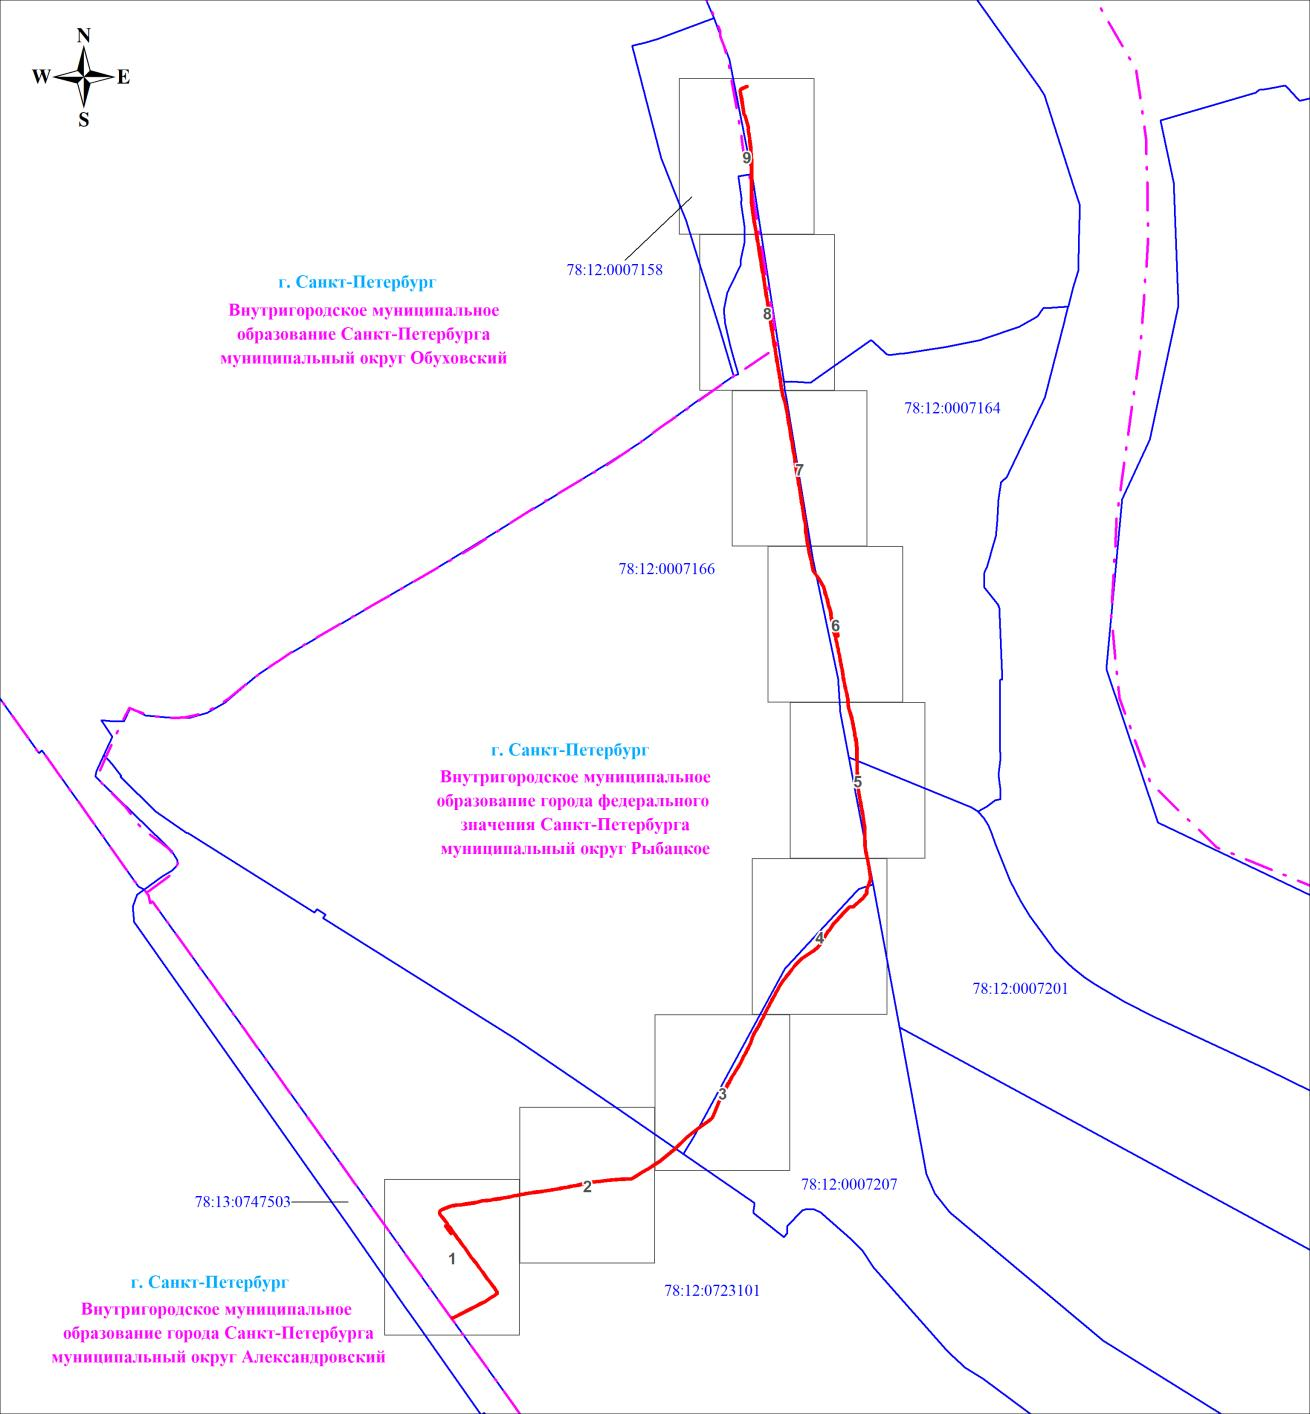 N
W E
S
9
78:12:0007158
г. Санкт-Петербург
Внутригородское муниципальное
образование Санкт-Петербурга
муниципальный округ Обуховский
8
78:12:0007164
7
78:12:0007166
6
г. Санкт-Петербург
Внутригородское муниципальное
образование города федерального
значения Санкт-Петербурга
муниципальный округ Рыбацкое
5
4
78:12:0007201
3
78:12:0007207
2
78:13:0747503
1
78:12:0723101
г. Санкт-Петербург
Внутригородское муниципальное
образование города Санкт-Петербурга
муниципальный округ Александровский